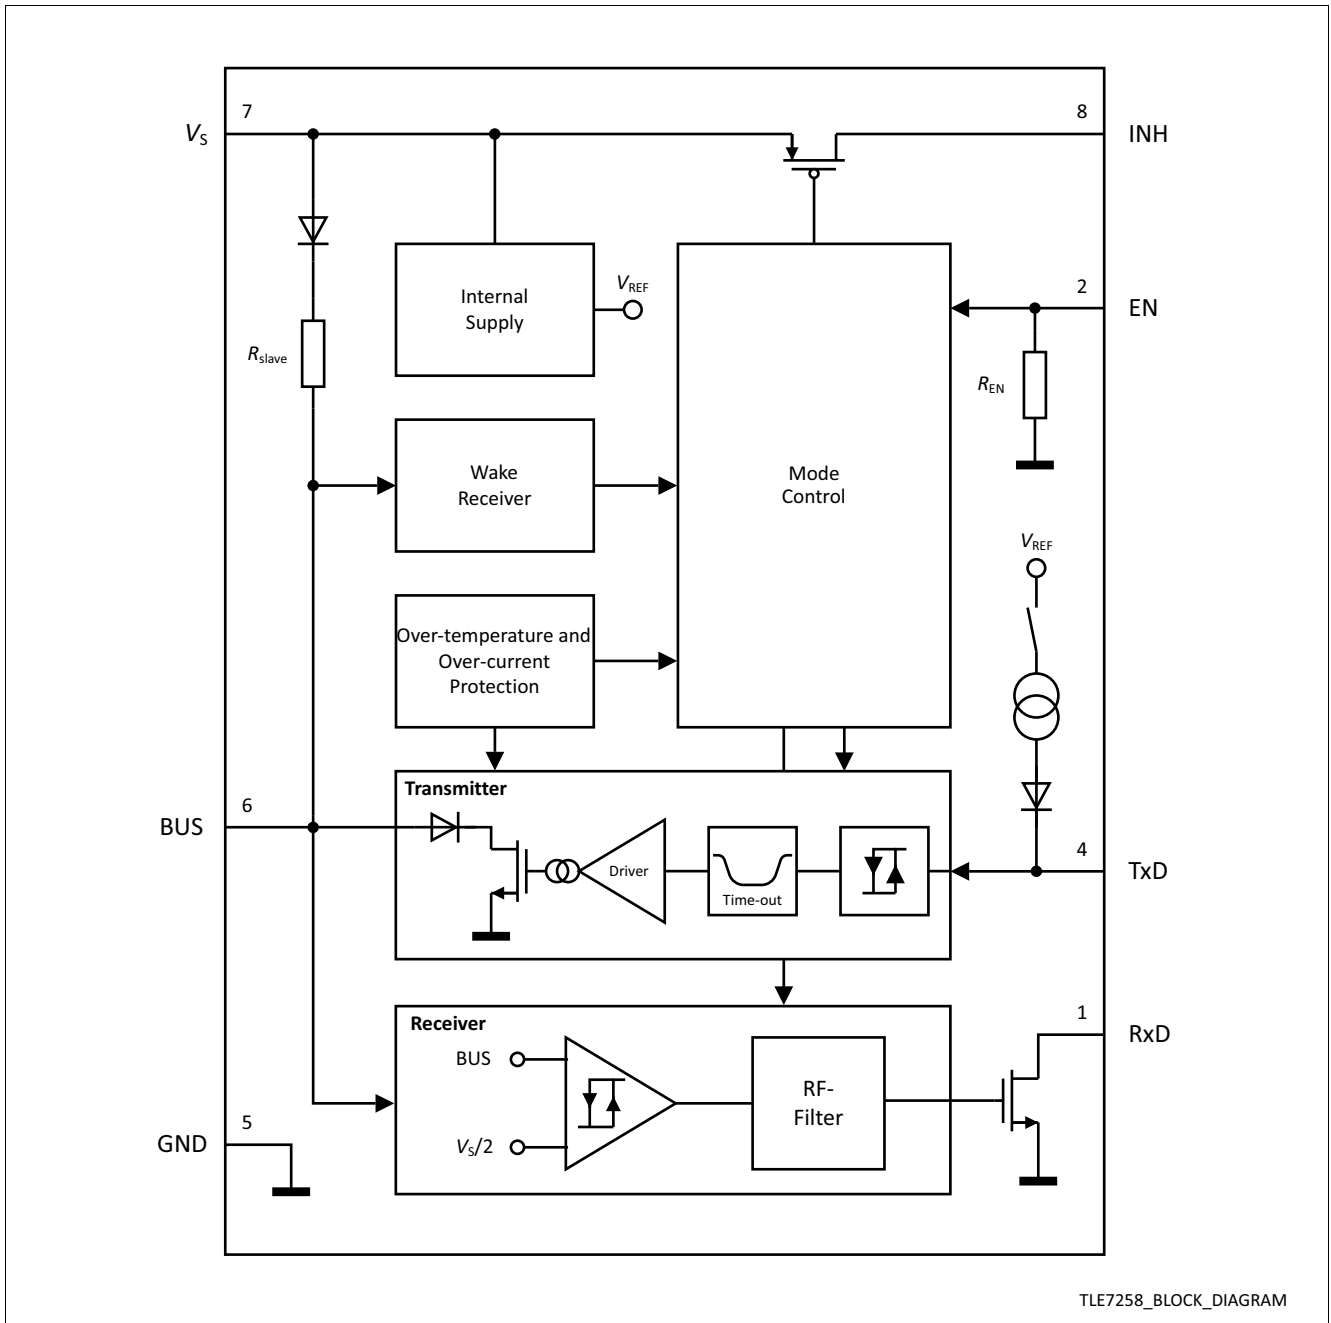 7
8
VS
INH
Internal
Supply
VREF
2
EN
Rslave
REN
Wake
Receiver
Mode
Control
VREF
Over-temperature and
Over-current
Protection
Transmitter
6
BUS
Driver
Time-out
4
TxD
Receiver
1
RxD
BUS
RF-
Filter
VS/2
5
GND
TLE7258_BLOCK_DIAGRAM